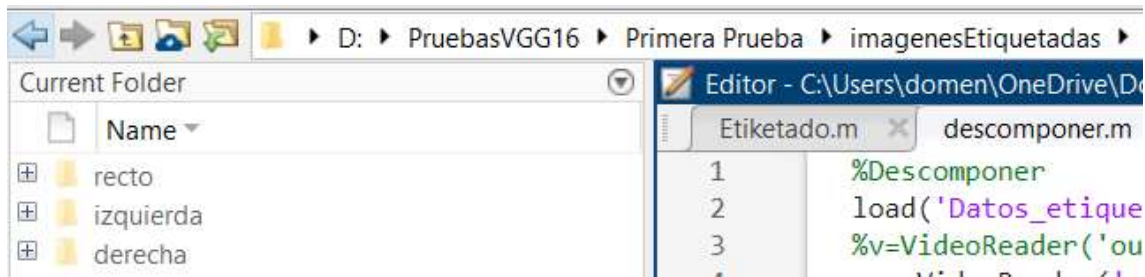 D: PruebasVGG16 Primera Prueba imagenesEtiquetadas
Current Folder
Name
recto
izquierda
derecha
Editor - C:\Users\domen\OneDrive\Do
Etiketado.m descomponer.m
1 %Descomponer
2 load('Datos_etique
3 %v=VideoReader('ou